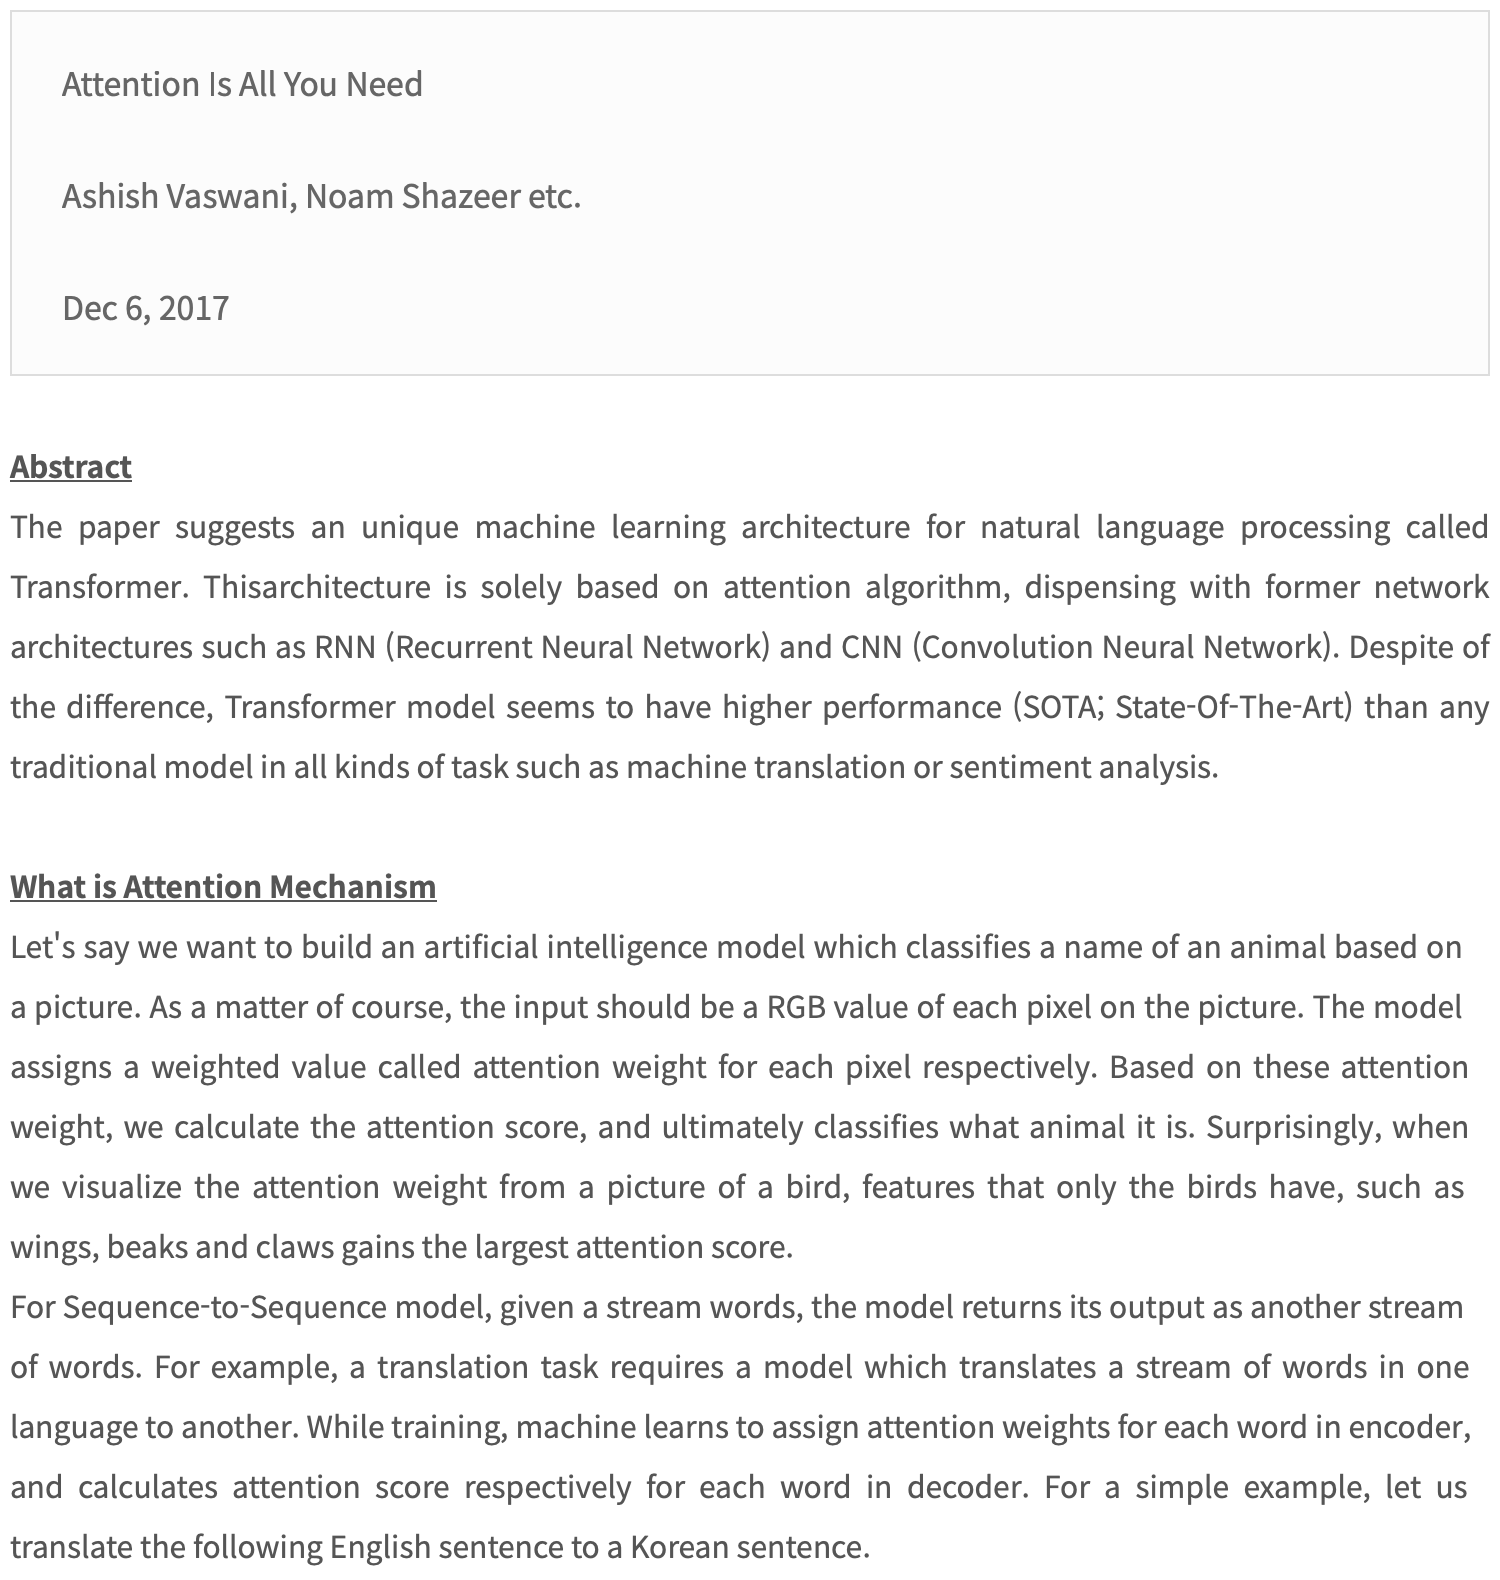 Attention Is All You Need
Ashish Vaswani, Noam Shazeer etc.
Dec 6, 2017
Abstract
The paper suggests an unique machine learning architecture for natural language processing called
Transformer. Thisarchitecture is solely based on attention algorithm, dispensing with former network
architectures such as RNN (Recurrent Neural Network) and CNN (Convolution Neural Network). Despite of
the difference, Transformer model seems to have higher performance (SOTA; State-Of-The-Art) than any
traditional model in all kinds of task such as machine translation or sentiment analysis.
What is Attention Mechanism
Let's say we want to build an artificial intelligence model which classifies a name of an animal based on
a picture. As a matter of course, the input should be a RGB value of each pixel on the picture. The model
assigns a weighted value called attention weight for each pixel respectively. Based on these attention
weight, we calculate the attention score, and ultimately classifies what animal it is. Surprisingly, when
we visualize the attention weight from a picture of a bird, features that only the birds have, such as
wings, beaks and claws gains the largest attention score.
For Sequence-to-Sequence model, given a stream words, the model returns its output as another stream
of words. For example, a translation task requires a model which translates a stream of words in one
language to another. While training, machine learns to assign attention weights for each word in encoder,
and calculates attention score respectively for each word in decoder. For a simple example, let us
translate the following English sentence to a Korean sentence.